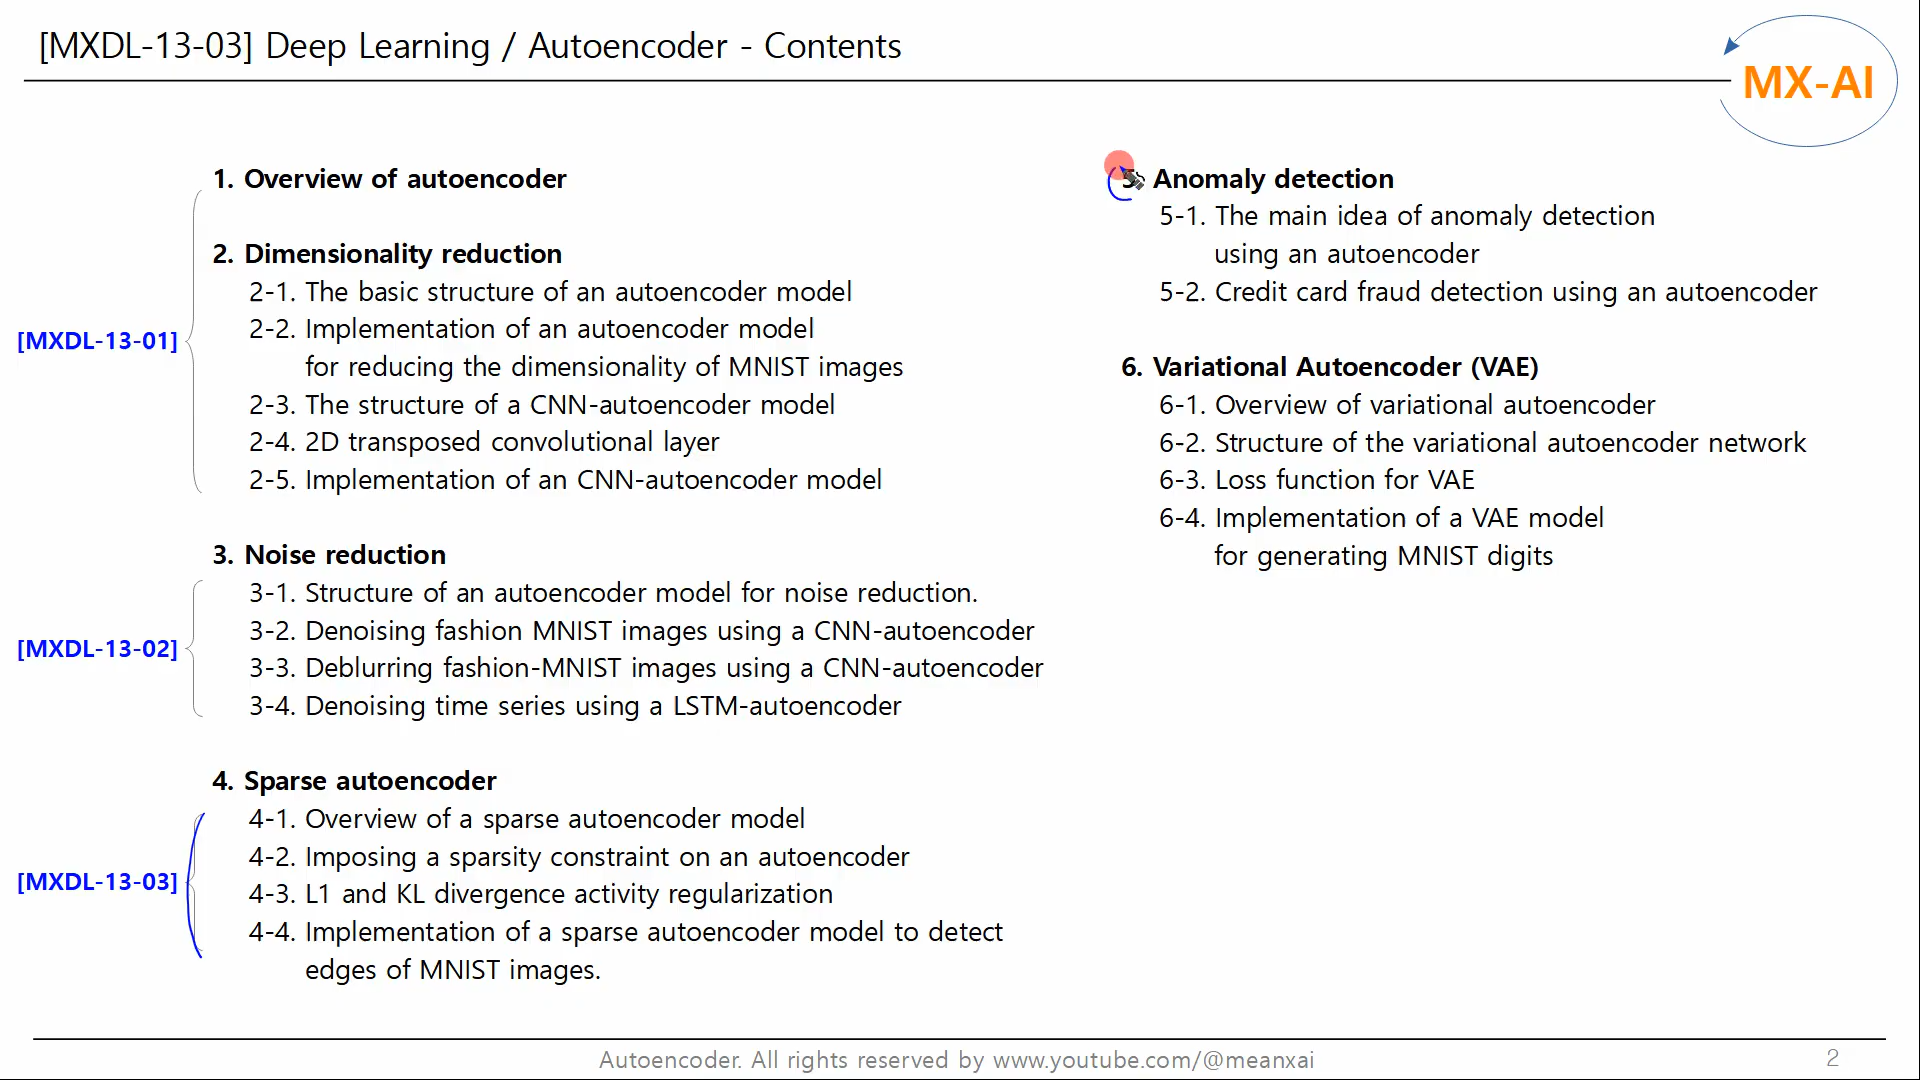 [MXDL-13-03] Deep Learning / Autoencoder - Contents
MX-AI
1. Overview of autoencoder
2. Dimensionality reduction
2-1. The basic structure of an autoencoder model
2-2. Implementation of an autoencoder model
for reducing the dimensionality of MNIST images
2-3. The structure of a CNN-autoencoder model
2-4. 2D transposed convolutional layer
2-5. Implementation of an CNN-autoencoder model
[MXDL-13-01]
3. Noise reduction
3-1. Structure of an autoencoder model for noise reduction.
3-2. Denoising fashion MNIST images using a CNN-autoencoder
3-3. Deblurring fashion-MNIST images using a CNN-autoencoder
3-4. Denoising time series using a LSTM-autoencoder
[MXDL-13-02]
4. Sparse autoencoder
4-1. Overview of a sparse autoencoder model
4-2. Imposing a sparsity constraint on an autoencoder
4-3. L1 and KL divergence activity regularization
4-4. Implementation of a sparse autoencoder model to detect
edges of MNIST images.
[MXDL-13-03]
Anomaly detection
5-1. The main idea of anomaly detection
using an autoencoder
5-2. Credit card fraud detection using an autoencoder
6. Variational Autoencoder (VAE)
6-1. Overview of variational autoencoder
6-2. Structure of the variational autoencoder network
6-3. Loss function for VAE
6-4. Implementation of a VAE model
for generating MNIST digits
Autoencoder. All rights reserved by www.youtube.com/@meanxai
2